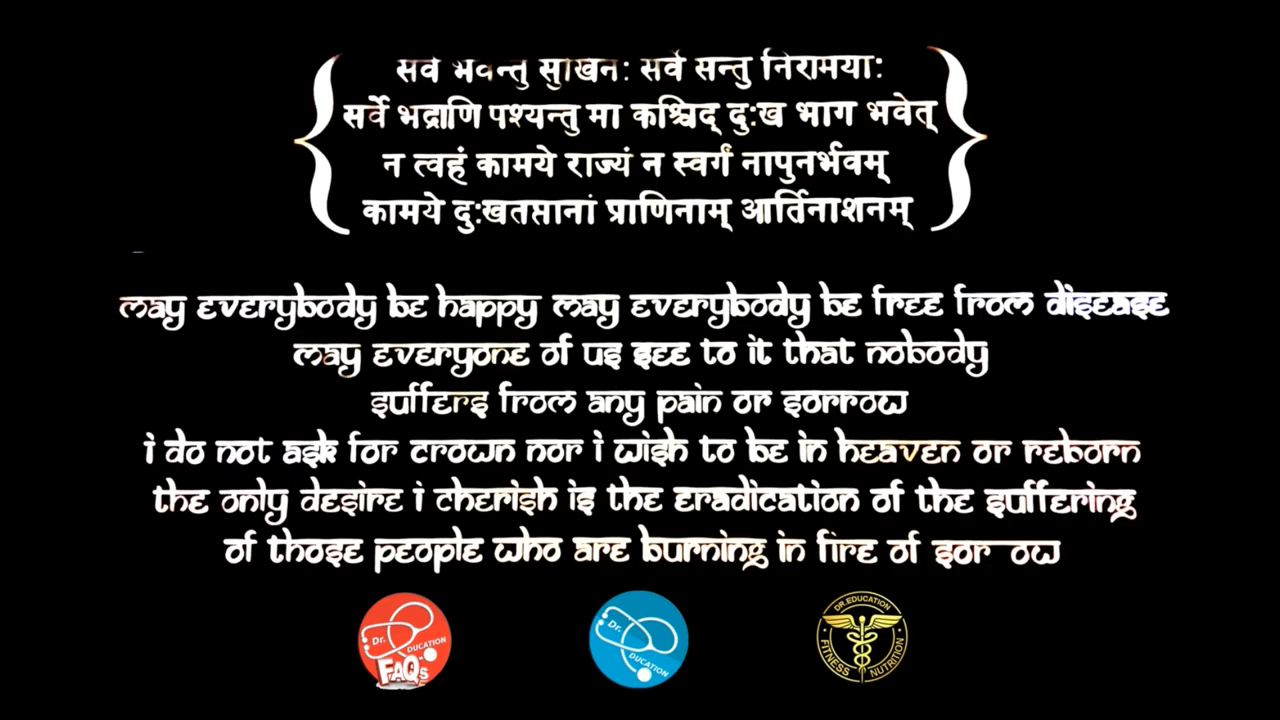 सर्वे भवन्तु सुखिन: सर्वे सन्तु निरामया:
सर्वे भद्राणि पश्यन्तु मा कश्चिद् दु:ख भाग भवेत्
न त्वहं कामये राज्यं न स्वर्गं नापुनर्भवम्
कामये दु:खतप्तानां प्राणिनाम् आर्तिनाशनम्
may everybody be happy may everybody be free from disease
may everyone of us see to it that nobody
suffers from any pain or sorrow
i do not ask for crown nor i wish to be in heaven or reborn
the only desire i cherish is the eradication of the suffering
of those people who are burning in fire of sor ow
Dr. DUCATION FAQs
Dr. DUCATION
DR.EDUCATION FITNESS NUTRITION